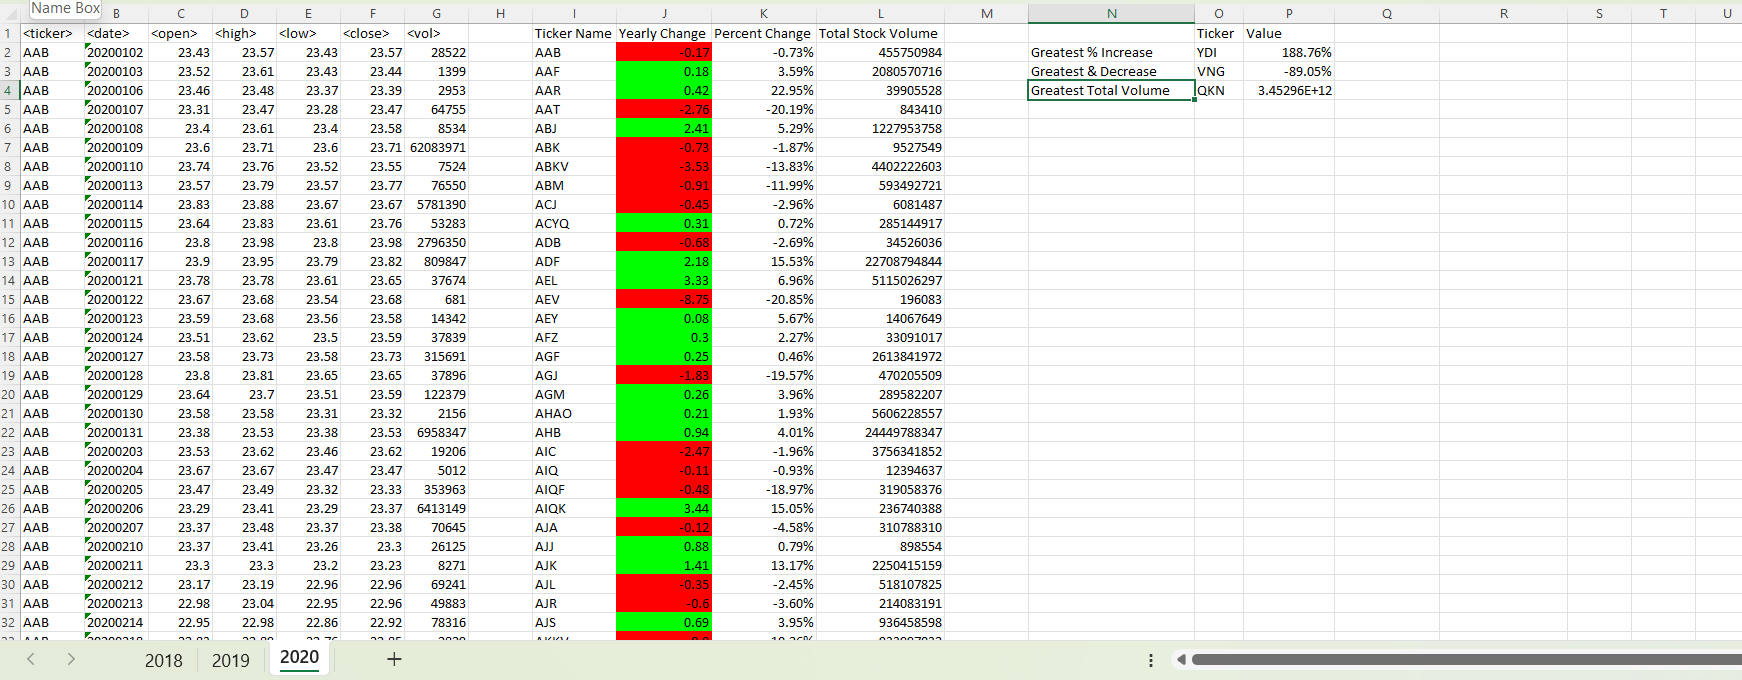 Name Box B C D E F G H I J K L M N O P Q R S T U
1 <ticker> <date> <open> <high> <low> <close> <vol> Ticker Name Yearly Change Percent Change Total Stock Volume Ticker Value
2 AAB 20200102 23.43 23.57 23.43 23.57 28522 AAB -0.17 -0.73% 455750984 Greatest % Increase YDI 188.76%
3 AAB 20200103 23.52 23.61 23.43 23.44 1399 AAF 0.18 3.59% 2080570716 Greatest & Decrease VNG -89.05%
4 AAB 20200106 23.46 23.48 23.37 23.39 2953 AAR 0.42 22.95% 39905528 Greatest Total Volume QKN 3.45296E+12
5 AAB 20200107 23.31 23.47 23.28 23.47 64755 AAT -2.76 -20.19% 843410
6 AAB 20200108 23.4 23.61 23.4 23.58 8534 ABJ 2.41 5.29% 1227953758
7 AAB 20200109 23.6 23.71 23.6 23.71 62083971 ABK -0.73 -1.87% 9527549
8 AAB 20200110 23.74 23.76 23.52 23.55 7524 ABKV -3.53 -13.83% 4402222603
9 AAB 20200113 23.57 23.79 23.57 23.77 76550 ABM -0.91 -11.99% 593492721
10 AAB 20200114 23.83 23.88 23.67 23.67 5781390 ACJ -0.45 -2.96% 6081487
11 AAB 20200115 23.64 23.83 23.61 23.76 53283 ACYQ 0.31 0.72% 285144917
12 AAB 20200116 23.8 23.98 23.8 23.98 2796350 ADB -0.68 -2.69% 34526036
13 AAB 20200117 23.9 23.95 23.79 23.82 809847 ADF 2.18 15.53% 22708794844
14 AAB 20200121 23.78 23.78 23.61 23.65 37674 AEL 3.33 6.96% 5115026297
15 AAB 20200122 23.67 23.68 23.54 23.68 681 AEV -8.75 -20.85% 196083
16 AAB 20200123 23.59 23.68 23.56 23.58 14342 AEY 0.08 5.67% 14067649
17 AAB 20200124 23.51 23.62 23.5 23.59 37839 AFZ 0.3 2.27% 33091017
18 AAB 20200127 23.58 23.73 23.58 23.73 315691 AGF 0.25 0.46% 2613841972
19 AAB 20200128 23.8 23.81 23.65 23.65 37896 AGJ -1.83 -19.57% 470205509
20 AAB 20200129 23.64 23.7 23.51 23.59 122379 AGM 0.26 3.96% 289582207
21 AAB 20200130 23.58 23.58 23.31 23.32 2156 AHAO 0.21 1.93% 5606228557
22 AAB 20200131 23.38 23.53 23.38 23.53 6958347 AHB 0.94 4.01% 24449788347
23 AAB 20200203 23.53 23.62 23.46 23.62 19206 AIC -2.47 -1.96% 3756341852
24 AAB 20200204 23.67 23.67 23.47 23.47 5012 AIQ -0.11 -0.93% 12394637
25 AAB 20200205 23.47 23.49 23.32 23.33 353963 AIQF -0.48 -18.97% 319058376
26 AAB 20200206 23.29 23.41 23.29 23.37 6413149 AIQK 3.44 15.05% 236740388
27 AAB 20200207 23.37 23.48 23.37 23.38 70645 AJA -0.12 -4.58% 310788310
28 AAB 20200210 23.37 23.41 23.26 23.3 26125 AJJ 0.88 0.79% 898554
29 AAB 20200211 23.3 23.3 23.2 23.23 8271 AJK 1.41 13.17% 2250415159
30 AAB 20200212 23.17 23.19 22.96 22.96 69241 AJL -0.35 -2.45% 518107825
31 AAB 20200213 22.98 23.04 22.95 22.96 49883 AJR -0.6 -3.60% 214083191
32 AAB 20200214 22.95 22.98 22.86 22.92 78316 AJS 0.69 3.95% 936458598
2018 2019 2020